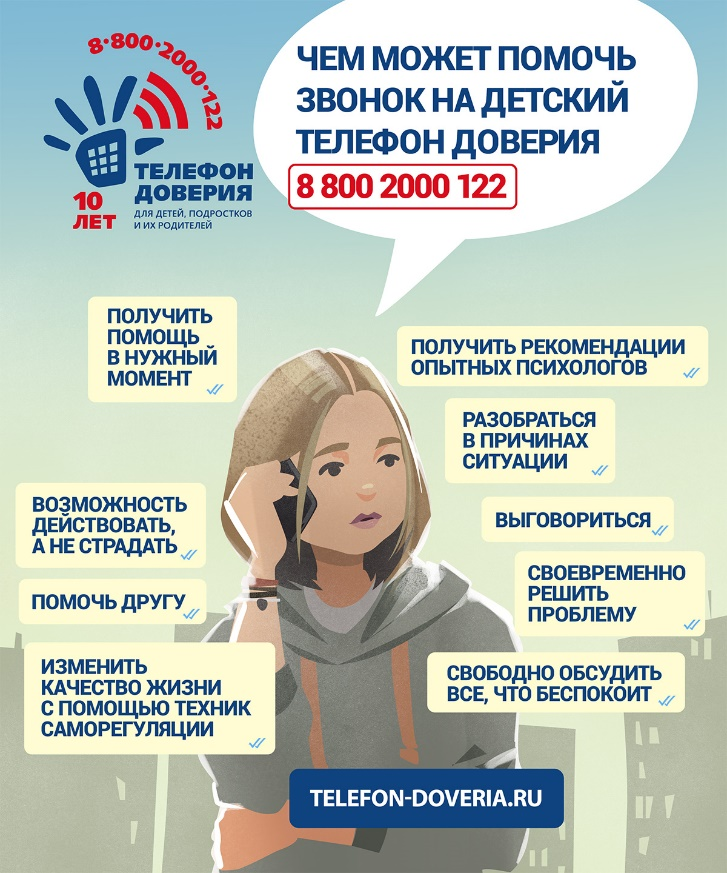 8·800·2000·122
ТЕЛЕФОН
ДОВЕРИЯ
10
ЛЕТ
ДЛЯ ДЕТЕЙ, ПОДРОСТКОВ
И ИХ РОДИТЕЛЕЙ
ЧЕМ МОЖЕТ ПОМОЧЬ
ЗВОНОК НА ДЕТСКИЙ
ТЕЛЕФОН ДОВЕРИЯ
8 800 2000 122
ПОЛУЧИТЬ
ПОМОЩЬ
В НУЖНЫЙ
МОМЕНТ
ПОЛУЧИТЬ РЕКОМЕНДАЦИИ
ОПЫТНЫХ ПСИХОЛОГОВ
РАЗОБРАТЬСЯ
В ПРИЧИНАХ
СИТУАЦИИ
ВОЗМОЖНОСТЬ
ДЕЙСТВОВАТЬ,
А НЕ СТРАДАТЬ
ВЫГОВОРИТЬСЯ
ПОМОЧЬ ДРУГУ
СВОЕВРЕМЕННО
РЕШИТЬ
ПРОБЛЕМУ
ИЗМЕНИТЬ
КАЧЕСТВО ЖИЗНИ
С ПОМОЩЬЮ ТЕХНИК
САМОРЕГУЛЯЦИИ
СВОБОДНО ОБСУДИТЬ
ВСЕ, ЧТО БЕСПОКОИТ
TELEFON-DOVERIA.RU